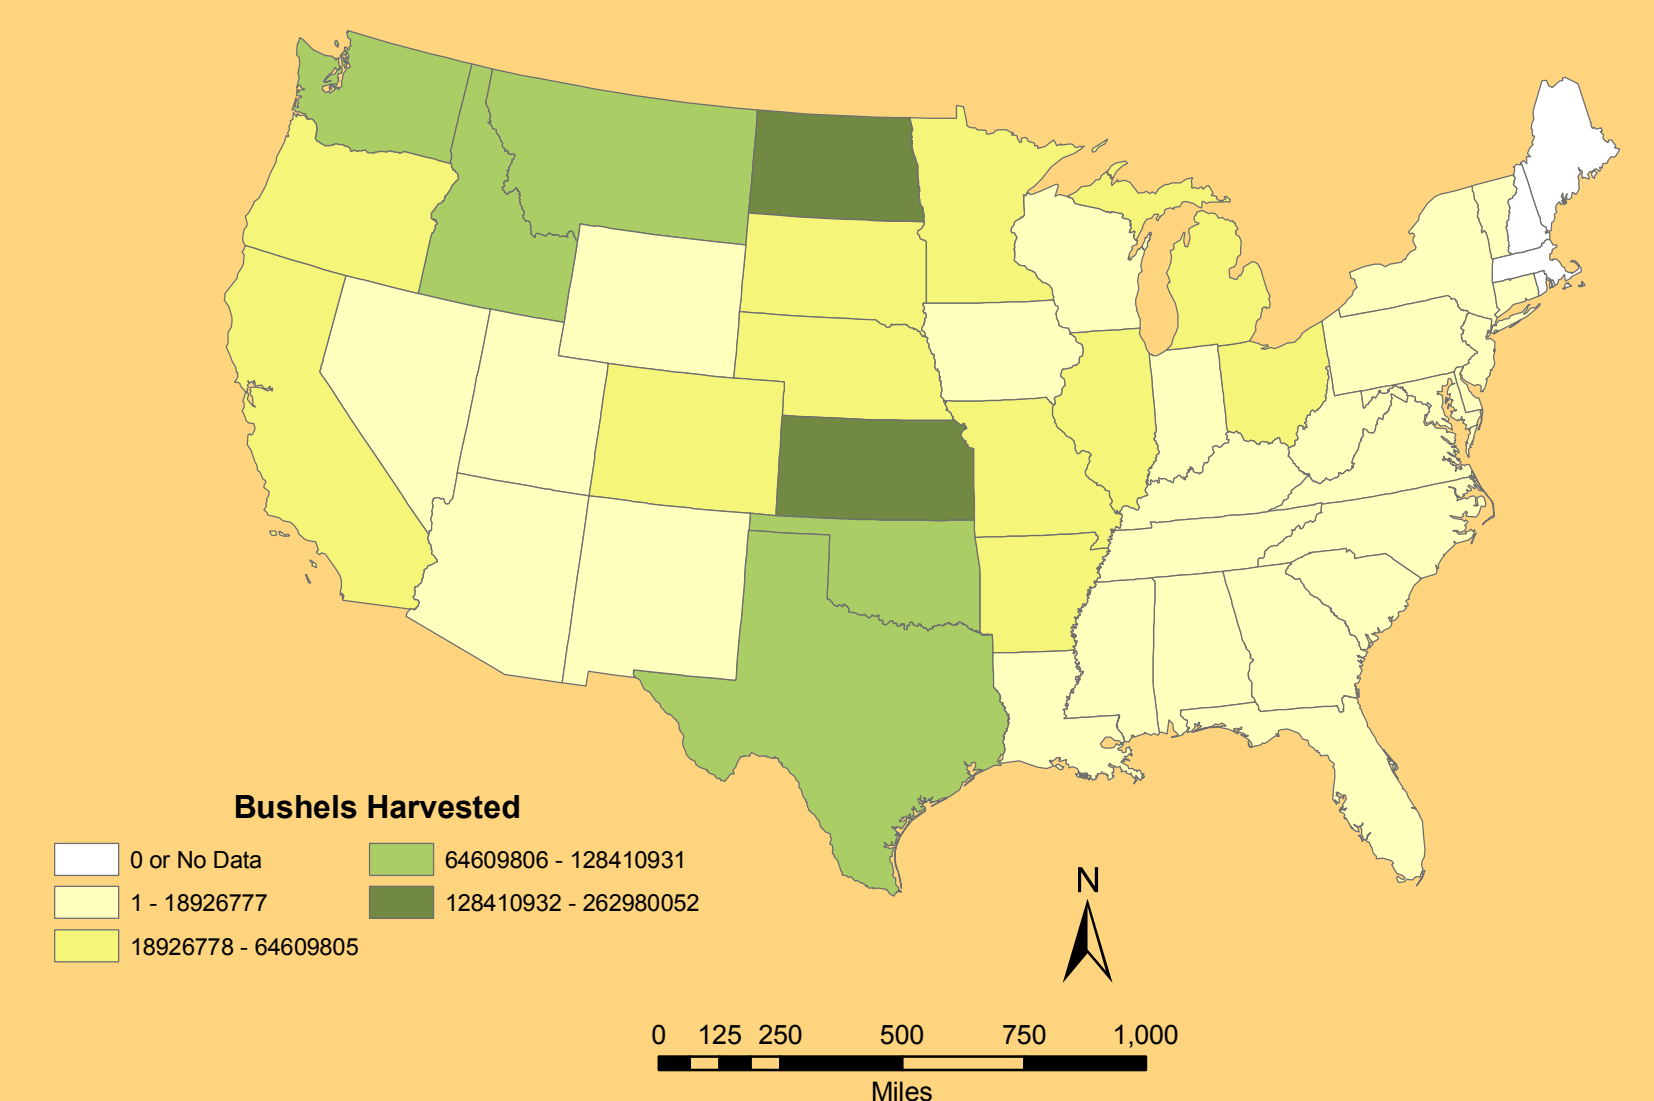 Bushels Harvested
0 or No Data
1 - 18926777
18926778 - 64609805
64609806 - 128410931
128410932 - 262980052
N
0 125 250 500 750 1,000
Miles